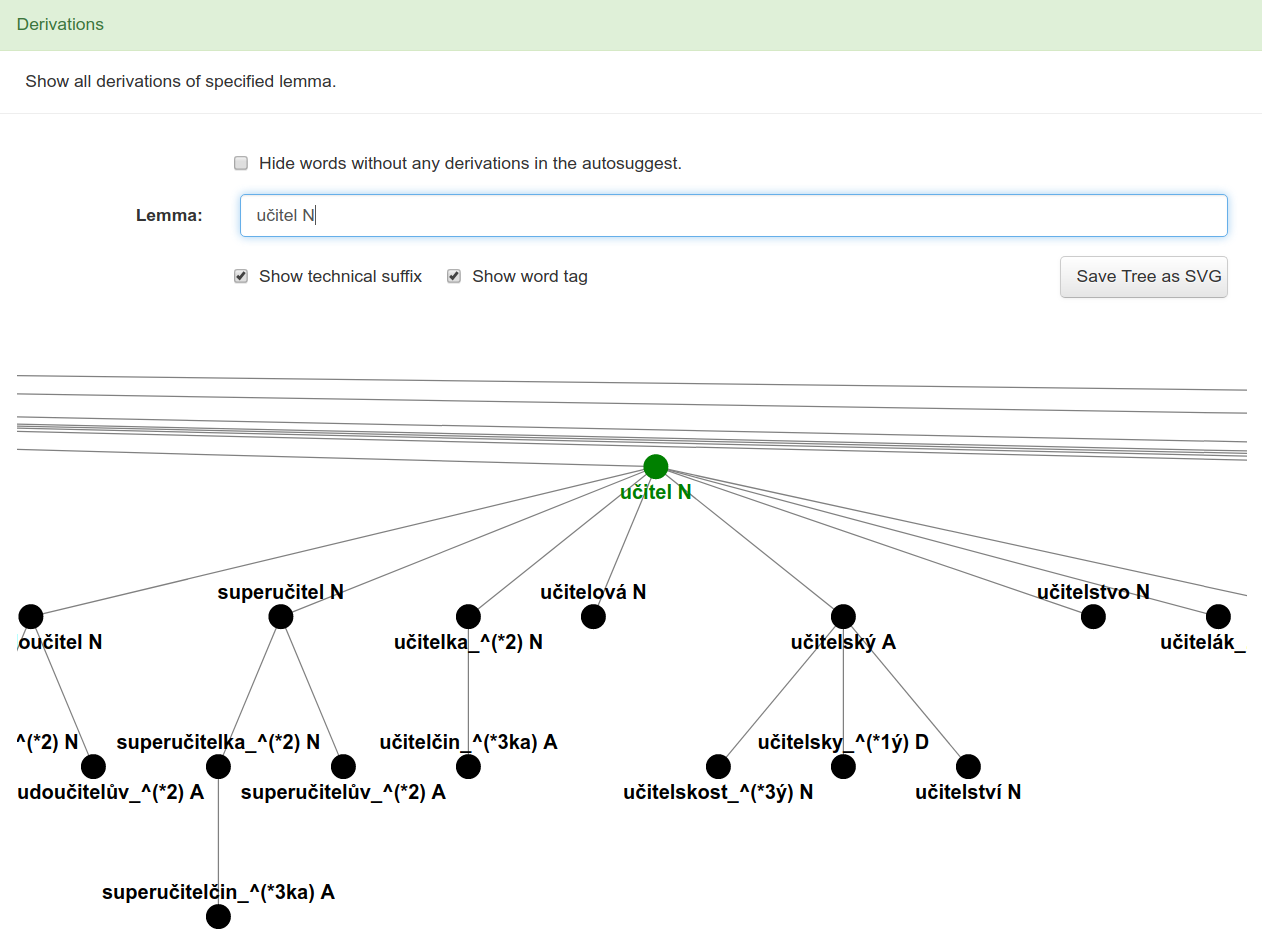 Derivations
Show all derivations of specified lemma.
Hide words without any derivations in the autosuggest.
Lemma:
učitel N
Show technical suffix
Show word tag
Save Tree as SVG
učitel N
superučitel N
učitelová N
učitelstvo N
oučitel N
učitelka_^(*2) N
učitelský A
učitelák_
^(*2) N
superučitelka_^(*2) N
učitelčin_^(*3ka) A
učitelsky_^(*1ý) D
udoučitelův_^(*2) A
superučitelův_^(*2) A
učitelskost_^(*3ý) N
učitelství N
superučitelčin_^(*3ka) A